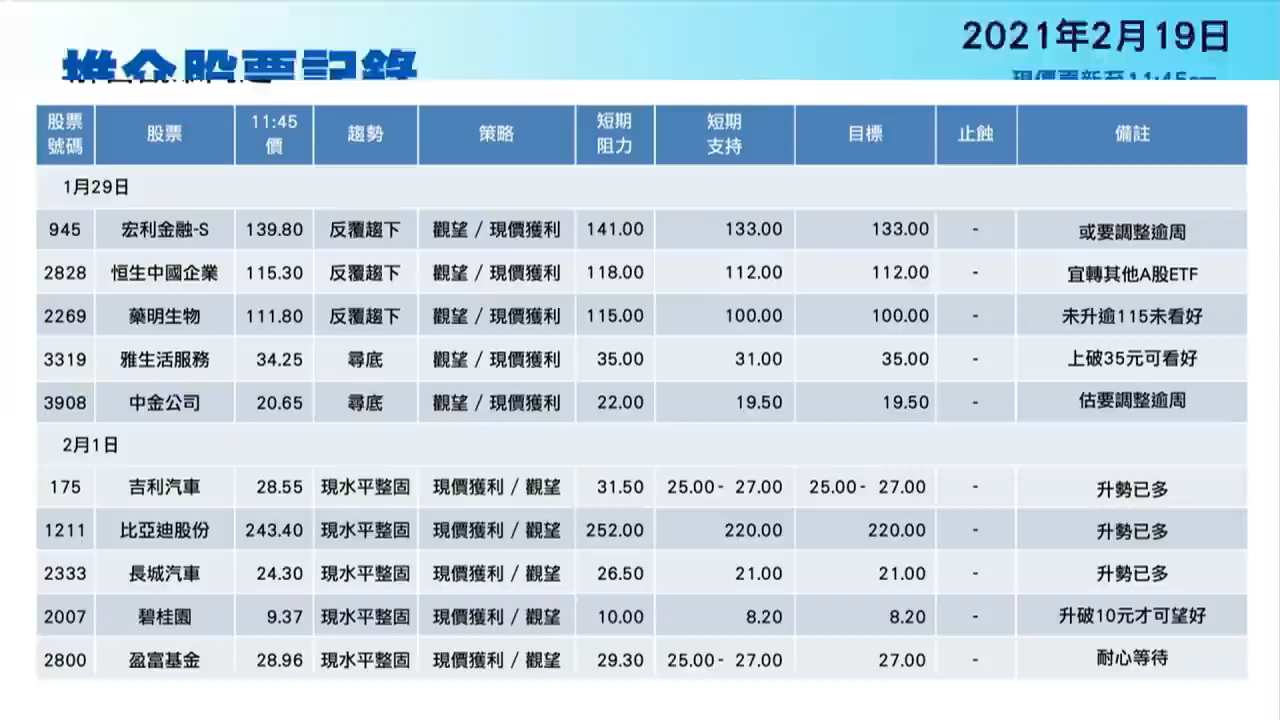 2021年2月19日
推介股票記錄
現價更新至11:45am
股票號碼 股票 11:45價 趨勢 策略 短期阻力 短期支持 目標 止蝕 備註
1月29日
945 宏利金融-S 139.80 反覆趨下 觀望 / 現價獲利 141.00 133.00 133.00 - 或要調整逾周
2828 恒生中國企業 115.30 反覆趨下 觀望 / 現價獲利 118.00 112.00 112.00 - 宜轉其他A股ETF
2269 藥明生物 111.80 反覆趨下 觀望 / 現價獲利 115.00 100.00 100.00 - 未升逾115未看好
3319 雅生活服務 34.25 尋底 觀望 / 現價獲利 35.00 31.00 35.00 - 上破35元可看好
3908 中金公司 20.65 尋底 觀望 / 現價獲利 22.00 19.50 19.50 - 估要調整逾周
2月1日
175 吉利汽車 28.55 現水平整固 現價獲利 / 觀望 31.50 25.00- 27.00 25.00- 27.00 - 升勢已多
1211 比亞迪股份 243.40 現水平整固 現價獲利 / 觀望 252.00 220.00 220.00 - 升勢已多
2333 長城汽車 24.30 現水平整固 現價獲利 / 觀望 26.50 21.00 21.00 - 升勢已多
2007 碧桂園 9.37 現水平整固 現價獲利 / 觀望 10.00 8.20 8.20 - 升破10元才可望好
2800 盈富基金 28.96 現水平整固 現價獲利 / 觀望 29.30 25.00- 27.00 27.00 - 耐心等待